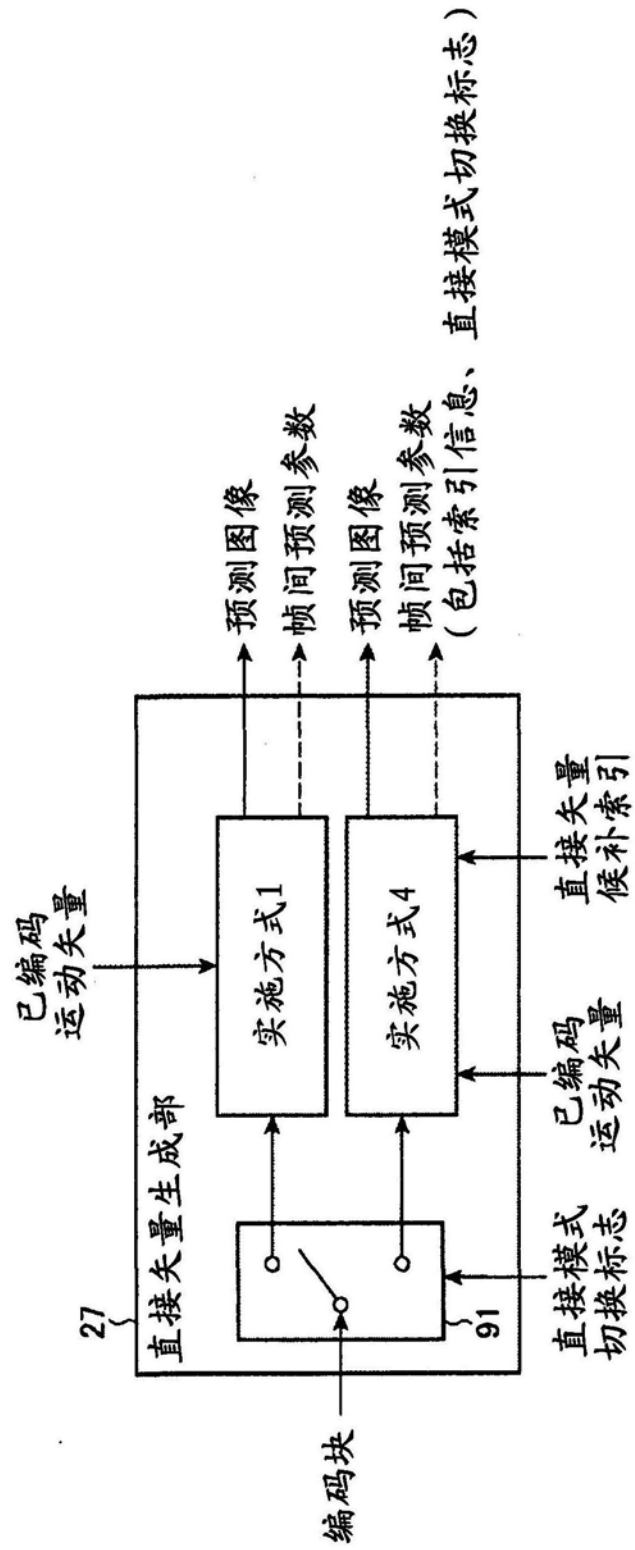 已编码
运动矢量
27
直接矢量生成部
实施方式1
预测图像
帧间预测参数
编码块
91
实施方式4
预测图像
帧间预测参数
(包括索引信息、直接模式切换标志)
直接模式
切换标志
已编码
运动矢量
直接矢量
候补索引